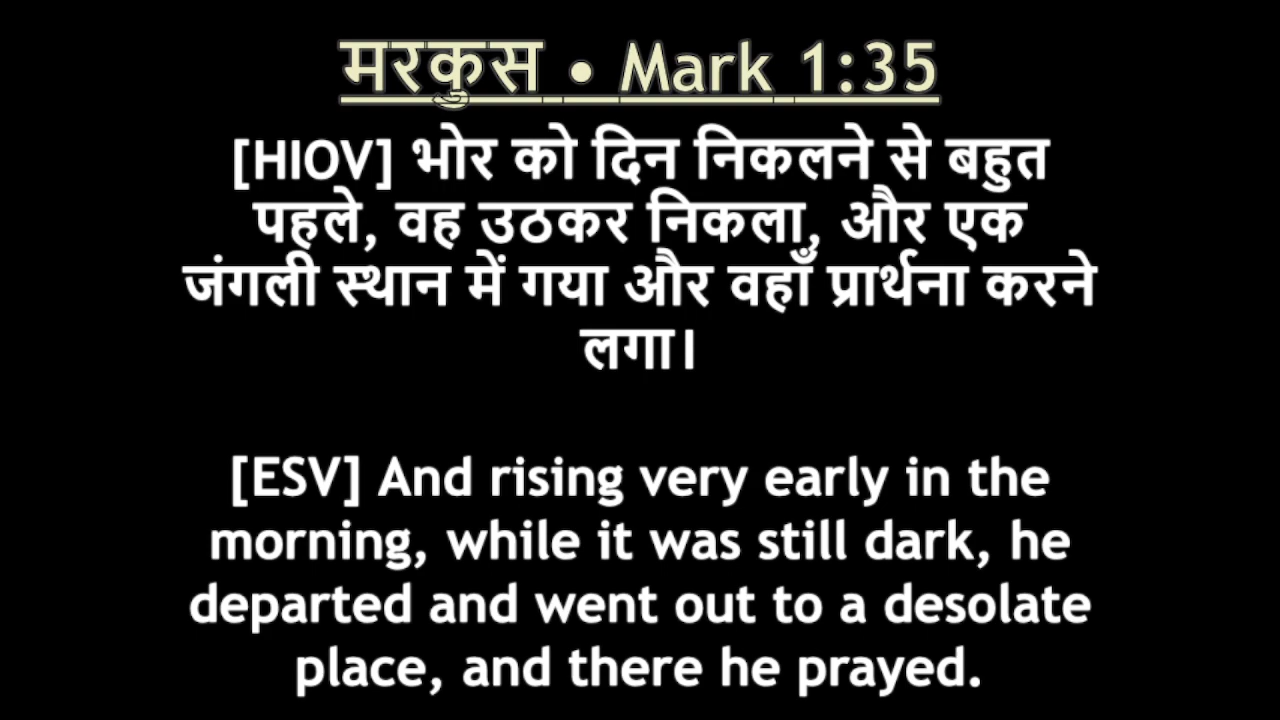 मरकुस • Mark 1:35
[HIOV] भोर को दिन निकलने से बहुत
पहले, वह उठकर निकला, और एक
जंगली स्थान में गया और वहाँ प्रार्थना करने
लगा।
[ESV] And rising very early in the
morning, while it was still dark, he
departed and went out to a desolate
place, and there he prayed.